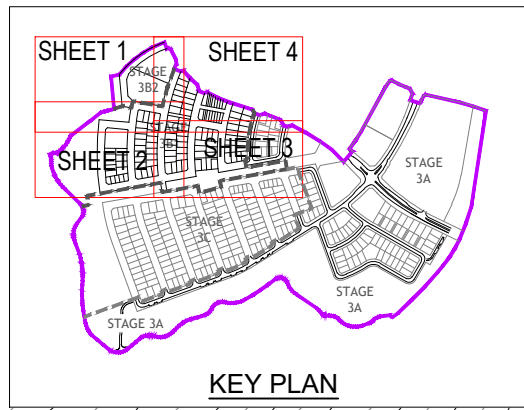 SHEET 1
SHEET 4
STAGE
3B2
STAGE
SHEET 2
SHEET 3
STAGE
3A
STAGE
3C
STAGE
3A
STAGE 3A
KEY PLAN